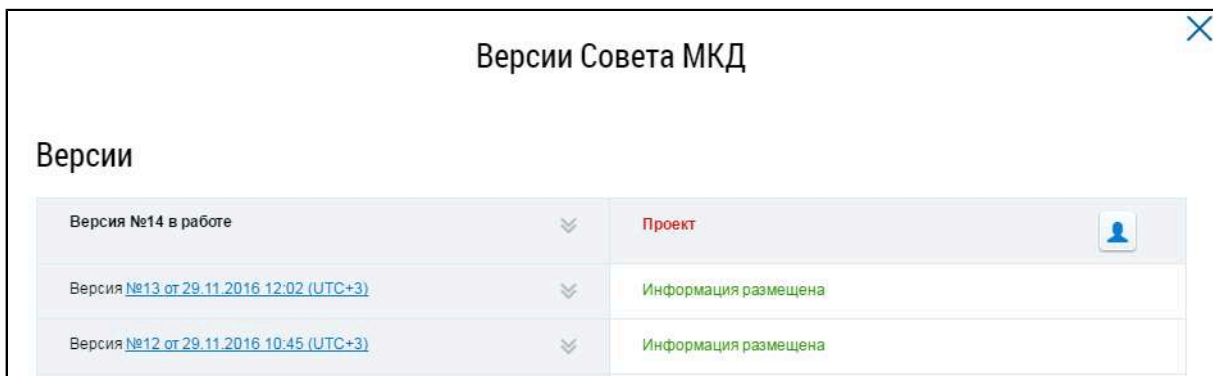 Версии Совета МКД
Версии
Версия №14 в работе Проект
Версия №13 от 29.11.2016 12:02 (UTC+3) Информация размещена
Версия №12 от 29.11.2016 10:45 (UTC+3) Информация размещена